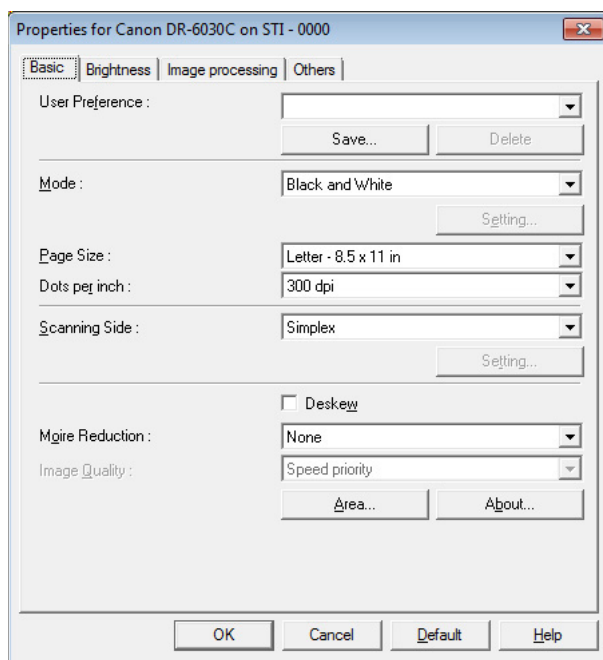 Properties for Canon DR-6030C on STI - 0000
Basic Brightness Image processing Others
User Preference :
Save... Delete
Mode : Black and White
Setting...
Page Size : Letter - 8.5 x 11 in
Dots per inch : 300 dpi
Scanning Side : Simplex
Setting...
Deskew
Moire Reduction : None
Image Quality : Speed priority
Area... About...
OK Cancel Default Help